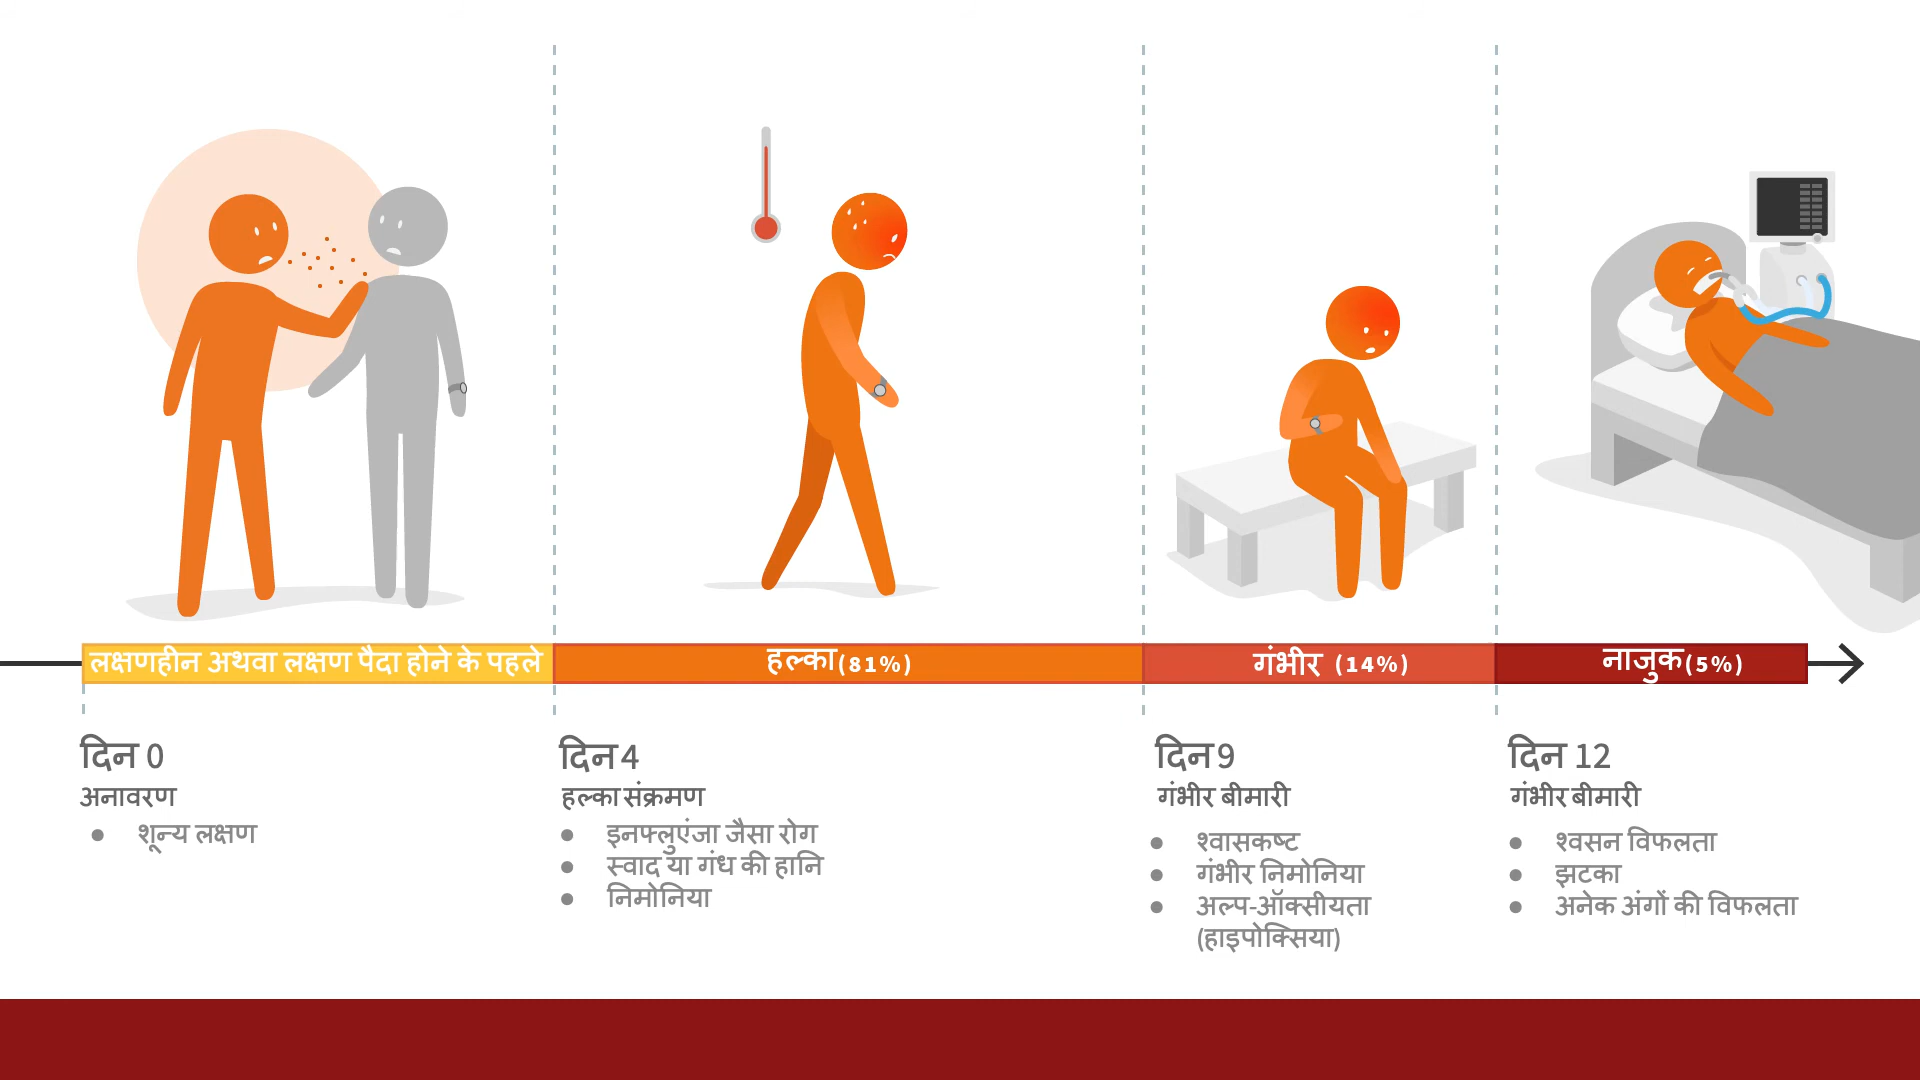 लक्षणहीन अथवा लक्षण पैदा होने के पहले
हल्का(81%)
गंभीर (14%)
नाजुक(5%)
दिन 0
अनावरण
● शून्य लक्षण
दिन 4
हल्का संक्रमण
● इनफ्लुएंजा जैसा रोग
● स्वाद या गंध की हानि
● निमोनिया
दिन 9
गंभीर बीमारी
● श्वासकष्ट
● गंभीर निमोनिया
● अल्प-ऑक्सीयता
(हाइपोक्सिया)
दिन 12
गंभीर बीमारी
● श्वसन विफलता
● झटका
● अनेक अंगों की विफलता